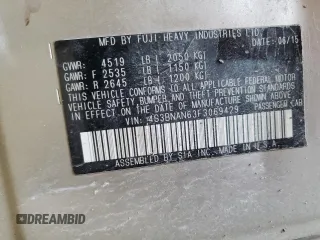 MFD BY FUJI HEAVY INDUSTRIES LTD.
GVWR: 4519 LB ( 2050 KG) DATE: 04/15
GAWR: F 2535 LB ( 1150 KG)
GAWR: R 2645 LB ( 1200 KG)
THIS VEHICLE CONFORMS TO ALL APPLICABLE FEDERAL MOTOR VEHICLE
SAFETY, BUMPER AND THEFT PREVENTION STANDARDS
IN EFFECT ON THE DATE OF MANUFACTURE SHOWN ABOVE.
VIN: 4S3BNAN63F3069429 PASSENGER CAR
ASSEMBLED BY SIA INC. MADE IN U.S.A.
DREAMBID
DREAMBID.COM